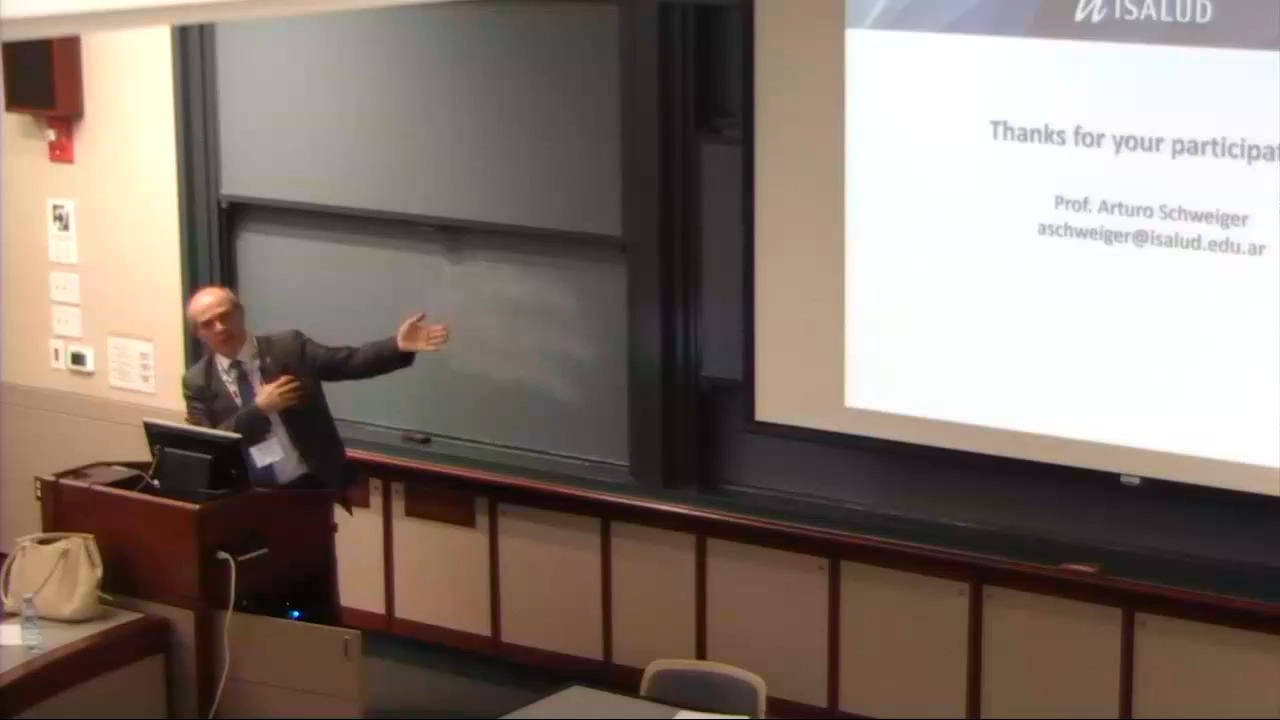 u ISALUD
Thanks for your participat
Prof. Arturo Schweiger
aschweiger@isalud.edu.ar